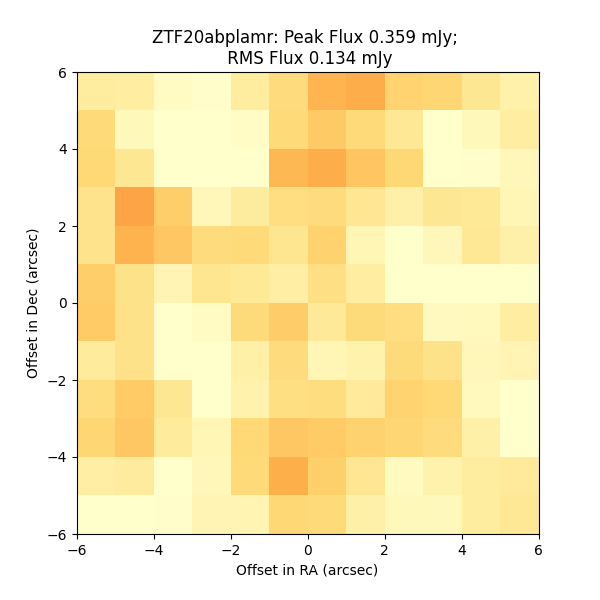 ZTF20abplamr: Peak Flux 0.359 mJy;
RMS Flux 0.134 mJy
6
4
2
0
−2
−4
−6
Offset in Dec (arcsec)
−6 −4 −2 0 2 4 6
Offset in RA (arcsec)